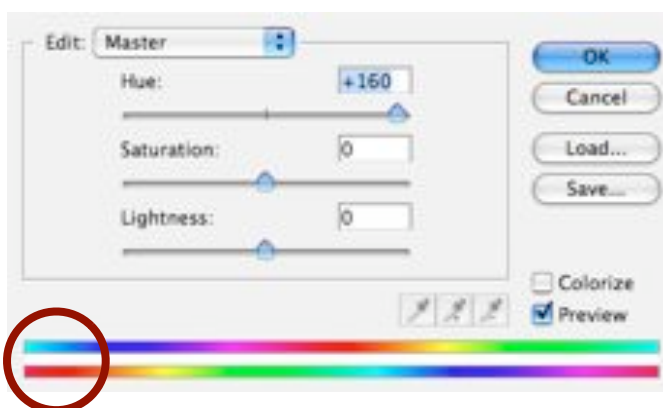 Edit: Master
Hue: +160
Saturation: 0
Lightness: 0
OK
Cancel
Load...
Save...
Colorize
Preview